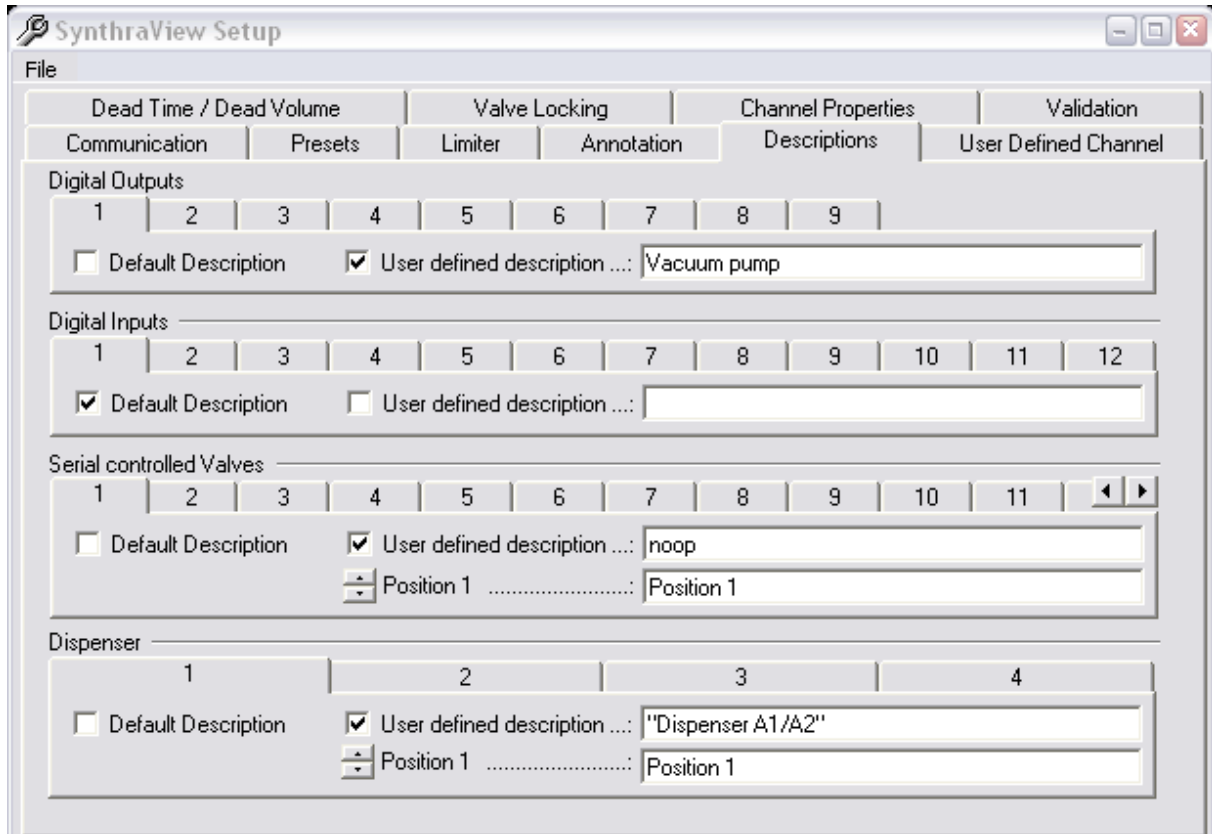 SynthraView Setup
File
Dead Time / Dead Volume Valve Locking Channel Properties Validation
Communication Presets Limiter Annotation Descriptions User Defined Channel
Digital Outputs
1 2 3 4 5 6 7 8 9
Default Description User defined description ...: Vacuum pump
Digital Inputs
1 2 3 4 5 6 7 8 9 10 11 12
Default Description User defined description ...:
Serial controlled Valves
1 2 3 4 5 6 7 8 9 10 11
Default Description User defined description ...: noop
Position 1 ..........................: Position 1
Dispenser
1 2 3 4
Default Description User defined description ...: "Dispenser A1/A2"
Position 1 ..........................: Position 1